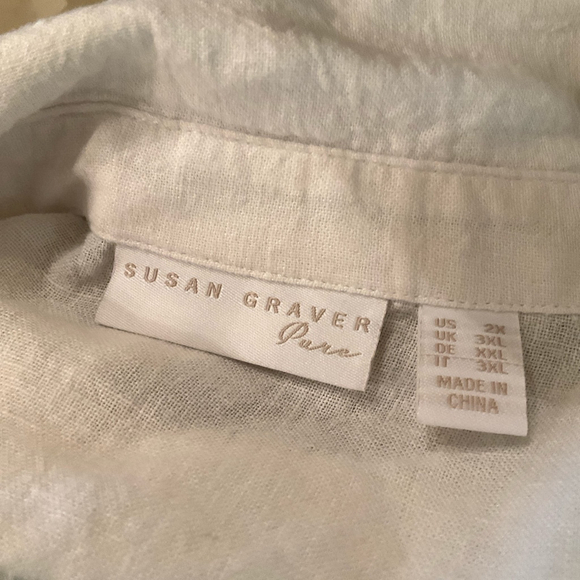 SUSAN GRAVER
Pure
US 2X
UK 3XL
DE XXL
IT 3XL
MADE IN
CHINA